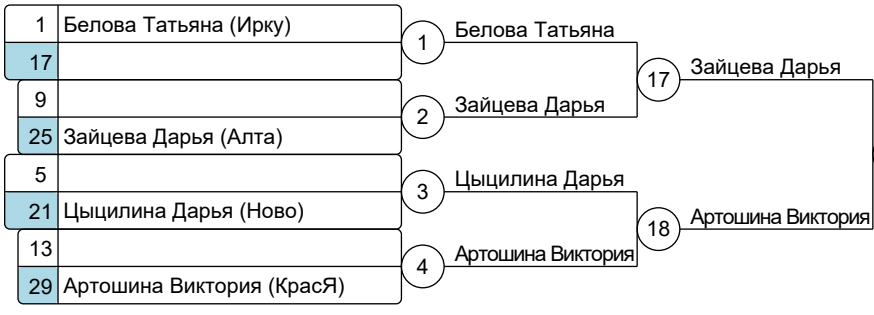 1 Белова Татьяна (Ирку)
17
1 Белова Татьяна
9
25 Зайцева Дарья (Алта)
2 Зайцева Дарья
17 Зайцева Дарья
5
21 Цыцилина Дарья (Ново)
3 Цыцилина Дарья
13
29 Артошина Виктория (КрасЯ)
4 Артошина Виктория
18 Артошина Виктория